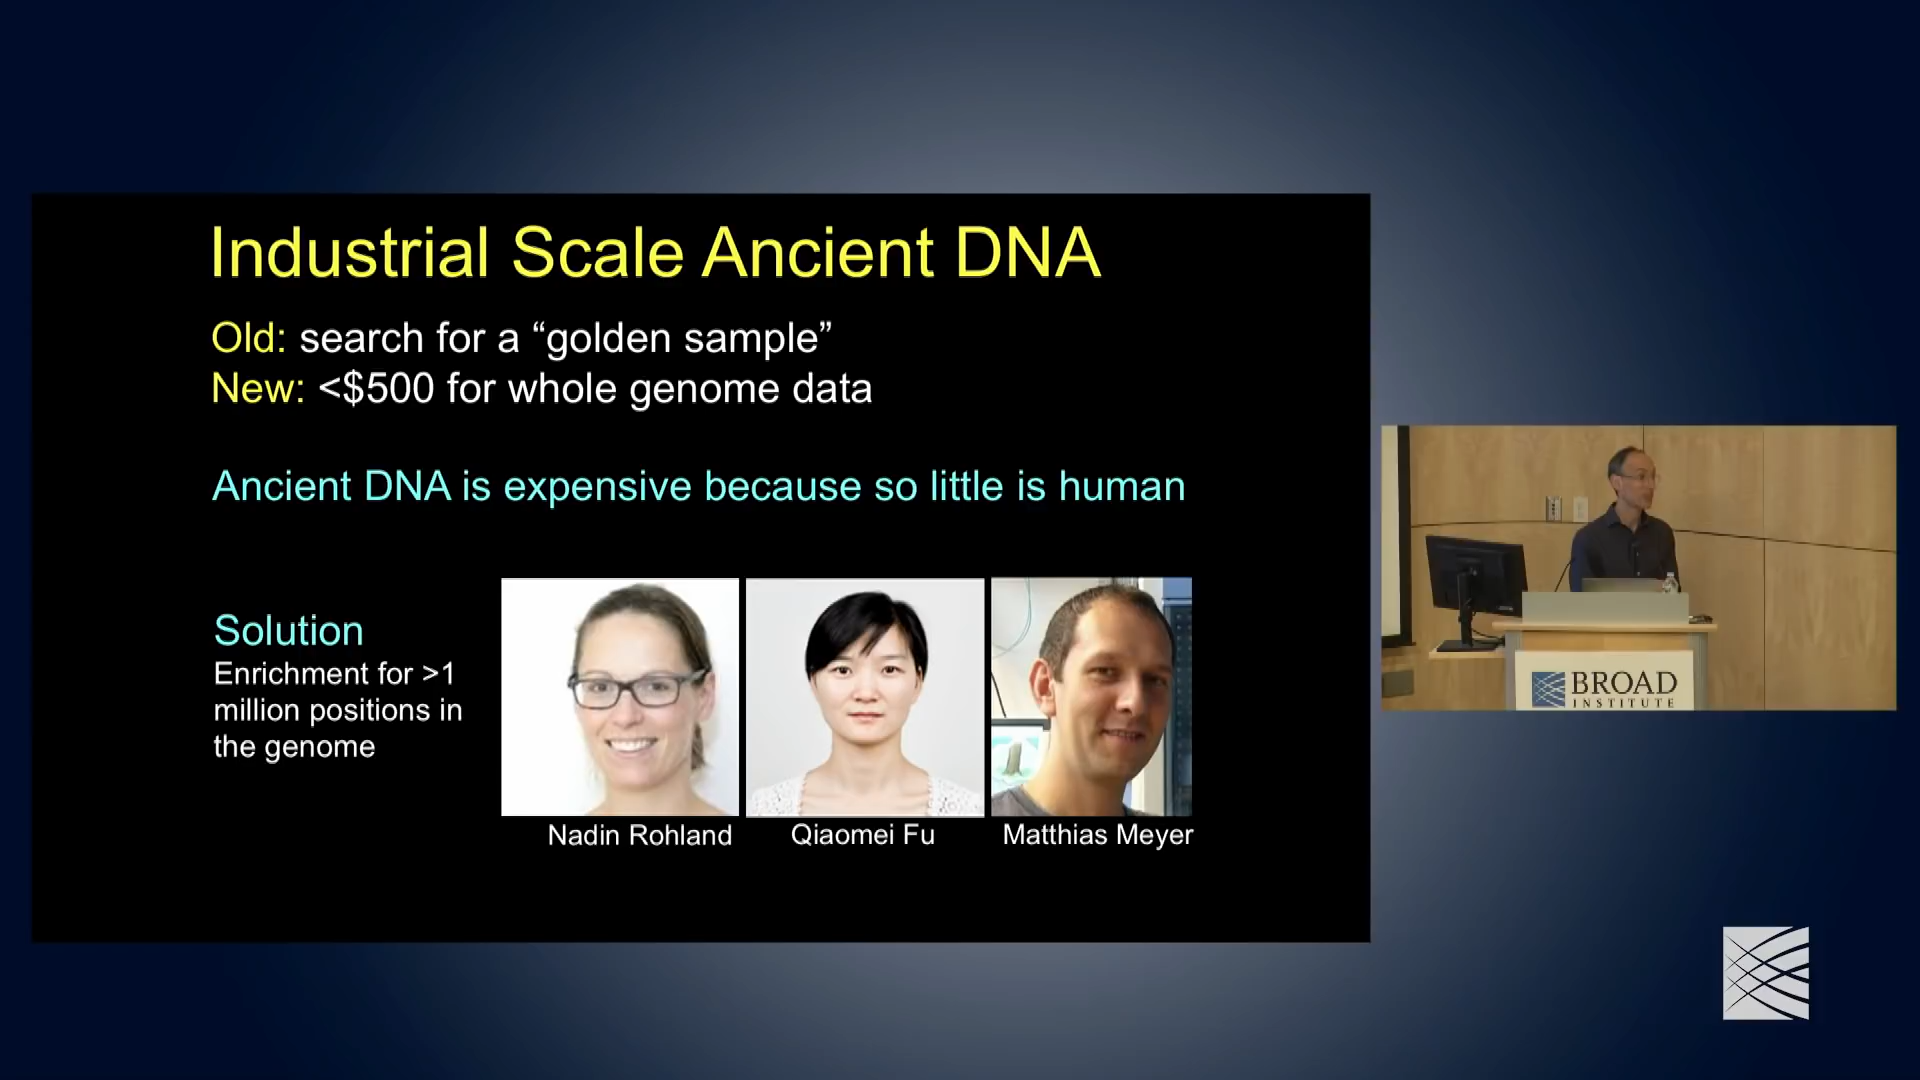 Industrial Scale Ancient DNA
Old: search for a “golden sample”
New: <$500 for whole genome data
Ancient DNA is expensive because so little is human
Solution
Enrichment for >1
million positions in
the genome
Nadin Rohland
Qiaomei Fu
Matthias Meyer
BROAD
INSTITUTE